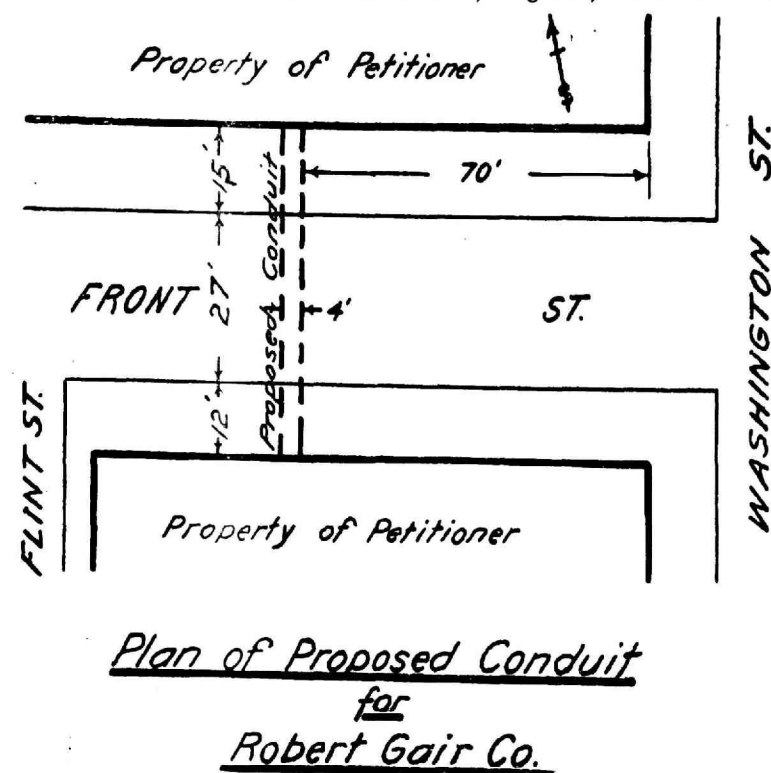 Property of Petitioner
15'
70'
Proposed Conduit
WASHINGTON ST.
FRONT ST.
27'
4'
12'
FLINT ST.
Property of Petitioner
Plan of Proposed Conduit
for
Robert Gair Co.